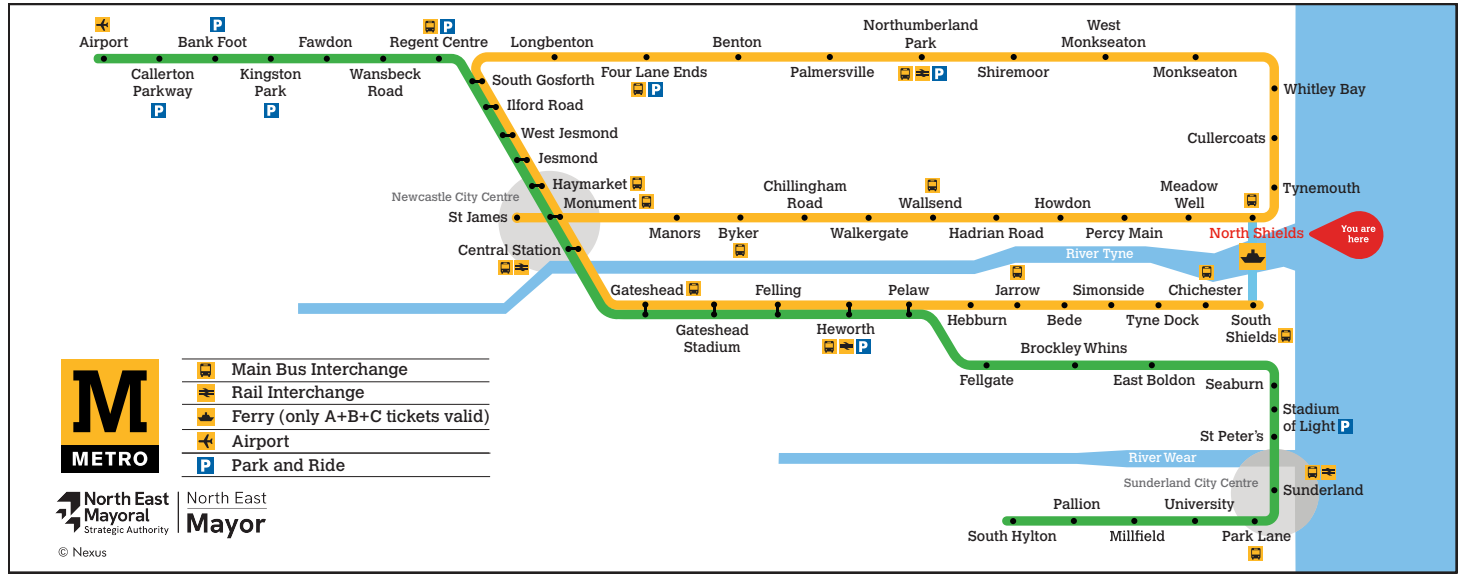 Airport
Callerton
Parkway
P
Bank Foot
P
Kingston
Park
P
Fawdon
Wansbeck
Road
Regent Centre
P
South Gosforth
Ilford Road
West Jesmond
Jesmond
Haymarket
Monument
Newcastle City Centre
St James
Central Station
Longbenton
Four Lane Ends
P
Benton
Palmersville
Northumberland
Park
P
Shiremoor
West
Monkseaton
Monkseaton
Whitley Bay
Cullercoats
Tynemouth
North Shields
You are
here
Meadow
Well
Percy Main
Howdon
Hadrian Road
Wallsend
Walkergate
Chillingham
Road
Byker
Manors
River Tyne
Gateshead
Gateshead
Stadium
Felling
Heworth
P
Pelaw
Hebburn
Jarrow
Bede
Simonside
Tyne Dock
Chichester
South
Shields
Fellgate
Brockley Whins
East Boldon
Seaburn
Stadium
of Light P
St Peter's
River Wear
Sunderland City Centre
Sunderland
Park Lane
University
Millfield
Pallion
South Hylton
M
METRO
Main Bus Interchange
Rail Interchange
Ferry (only A+B+C tickets valid)
Airport
P Park and Ride
North East
Mayoral
Strategic Authority
North East
Mayor
© Nexus